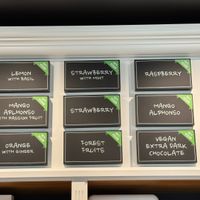 LEMON
WITH BASIL
STRAWBERRY
WITH MINT
RASPBERRY
MANGO
ALPHONSO
WITH PASSION FRUIT
STRAWBERRY
MANGO
ALPHONSO
ORANGE
WITH GINGER
FOREST
FRUITS
VEGAN
EXTRA DARK
CHOCOLATE